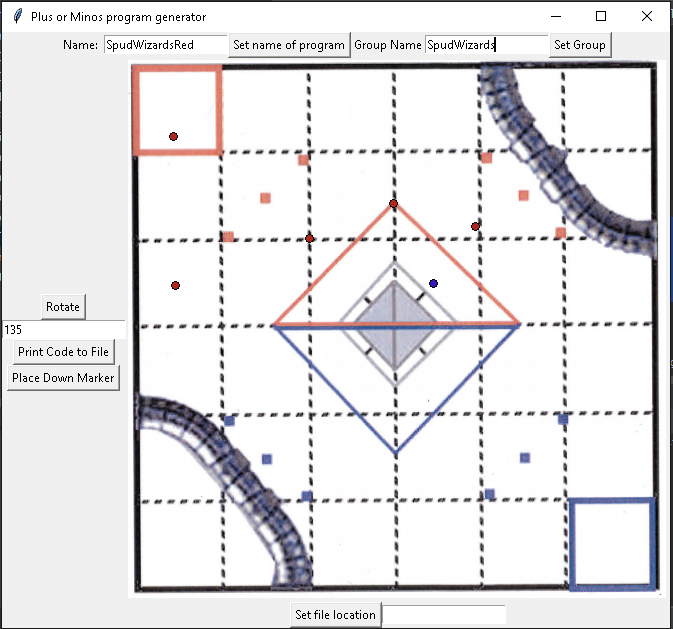 Plus or Minos program generator
Name: SpudWizardsRed Set name of program Group Name SpudWizards Set Group
Rotate
135
Print Code to File
Place Down Marker
Set file location